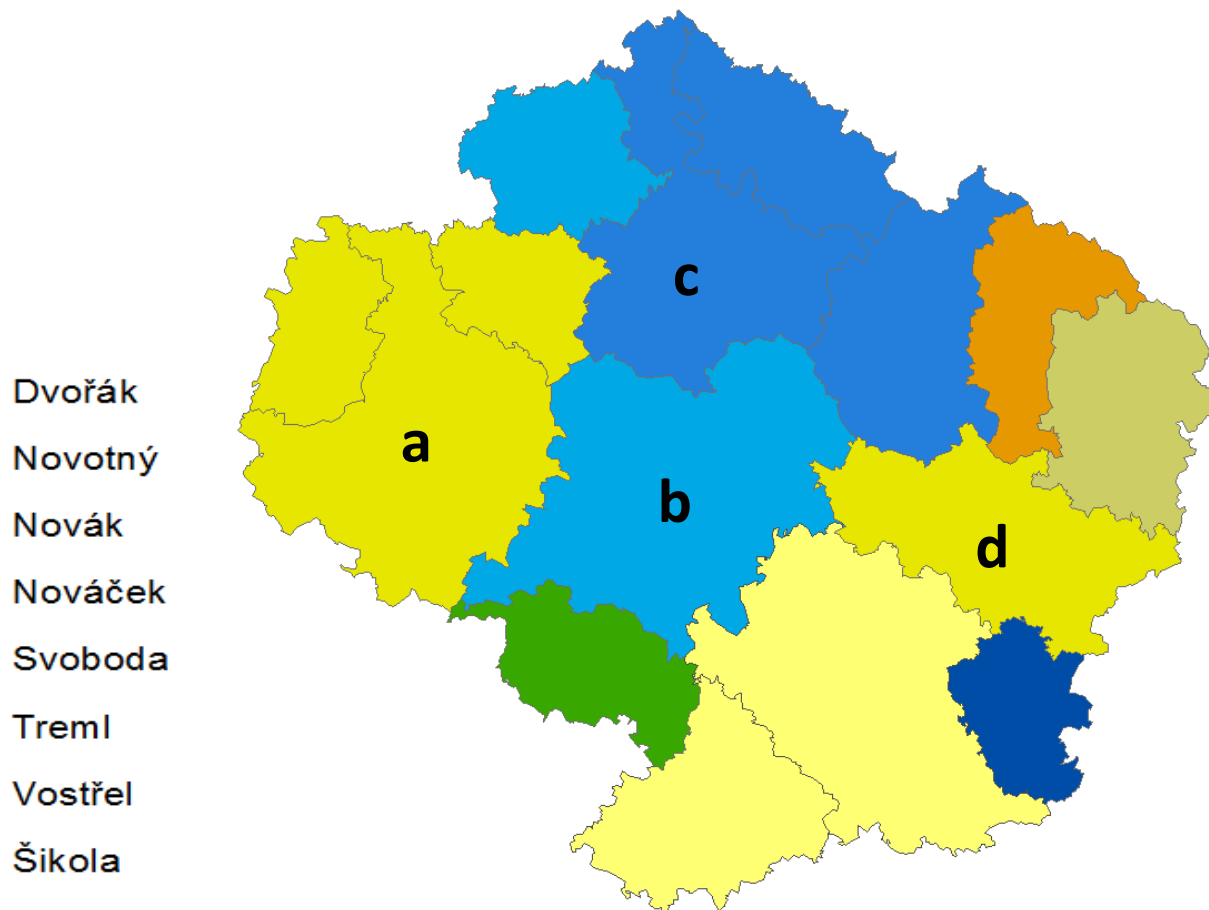 c
Dvořák
a
Novotný
b
Novák
d
Nováček
Svoboda
Treml
Vostřel
Šikola